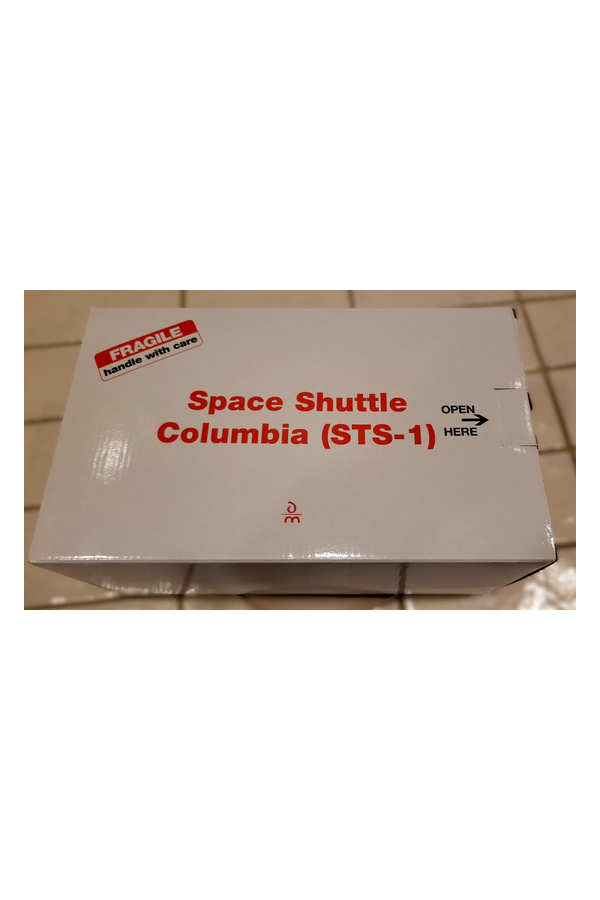 FRAGILE
handle with care
Space Shuttle
Columbia (STS-1)
OPEN
HERE